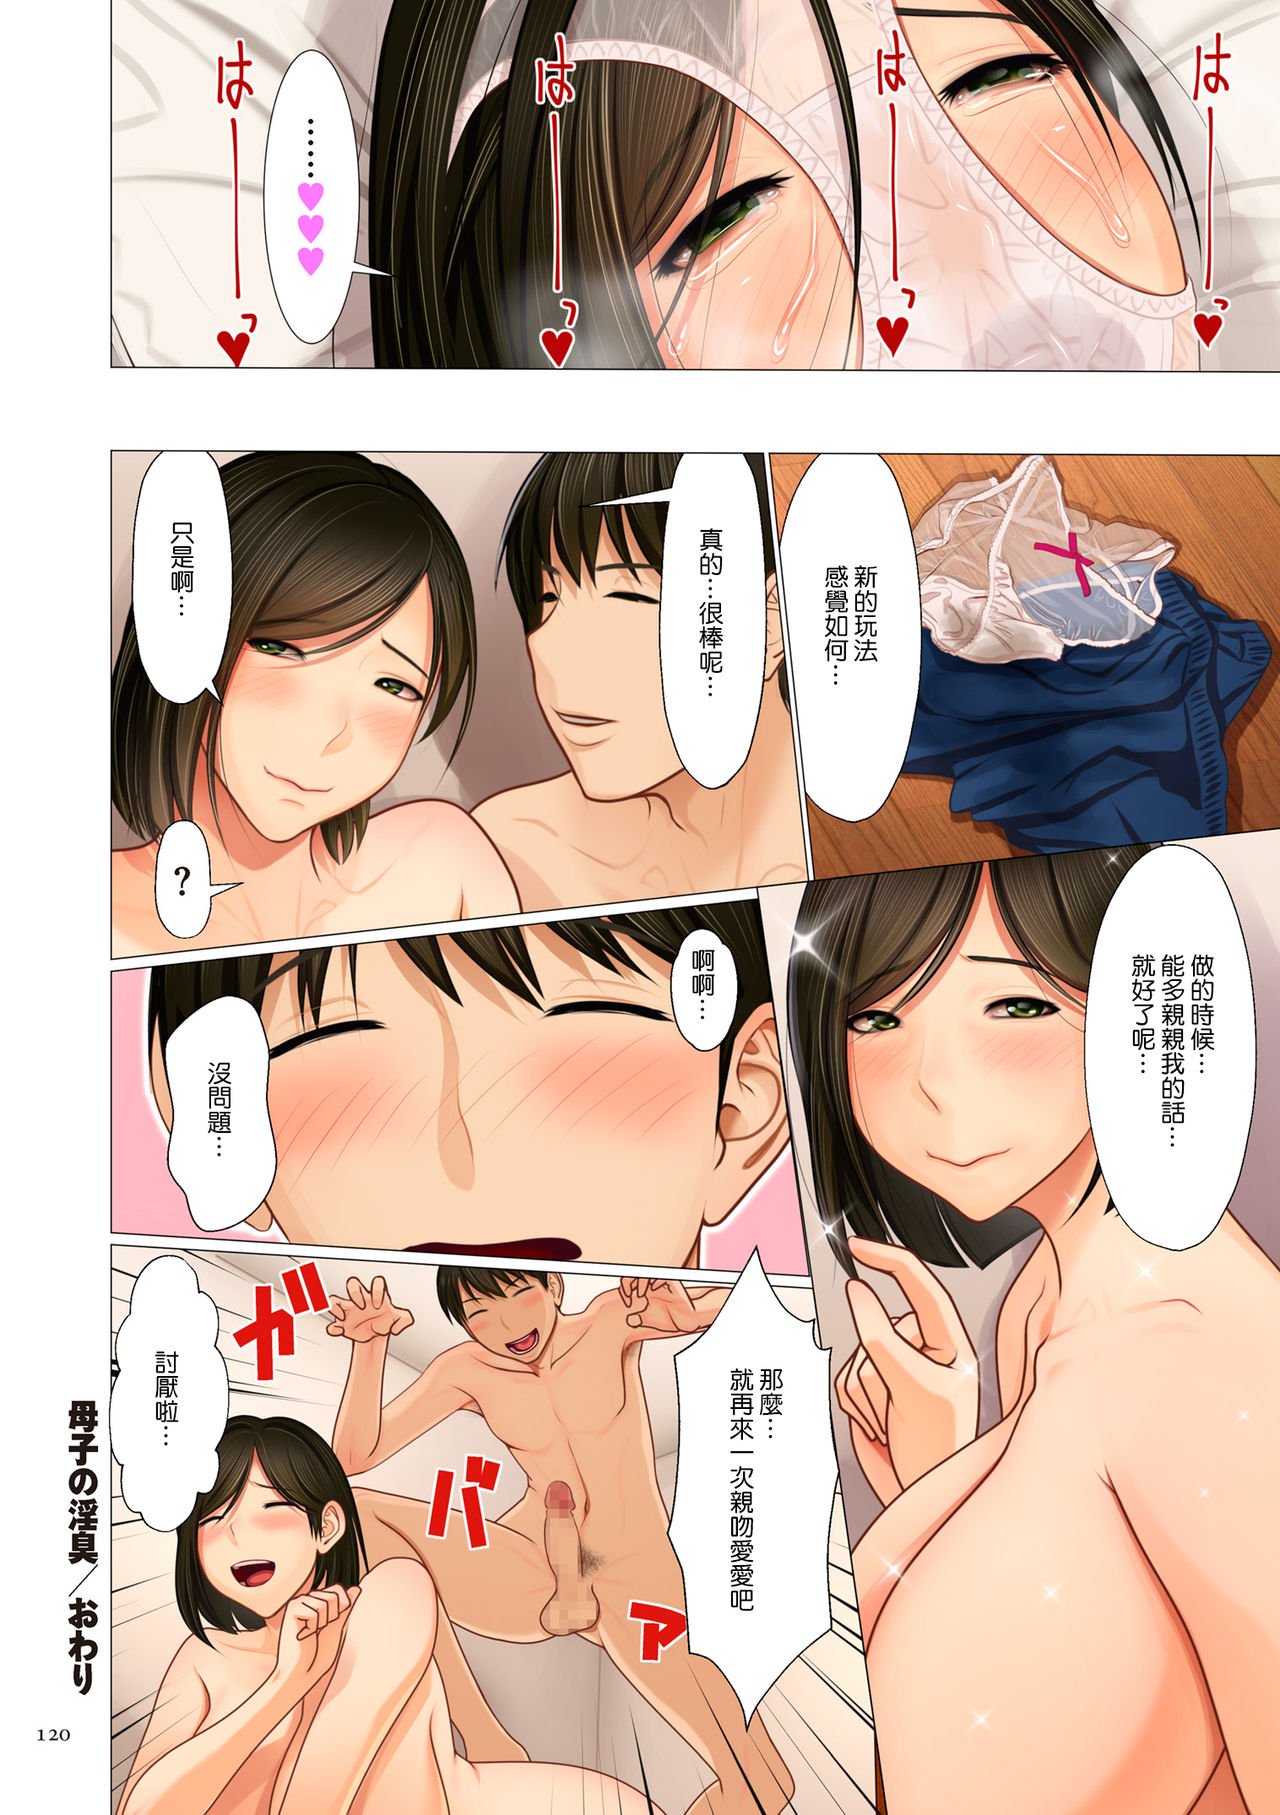 はーっ♥
はーっ♥
はーっ♥
はーっ♥
……♥♥♥
新的玩法
感覺如何…
真的…很棒呢…
只是啊…
？
做的時候…
能多親親我的話…
就好了呢…
啊啊…
沒問題…
那麼…
就再來一次親吻愛愛吧
ガバァ
討厭啦…
母子の淫臭／おわり
120